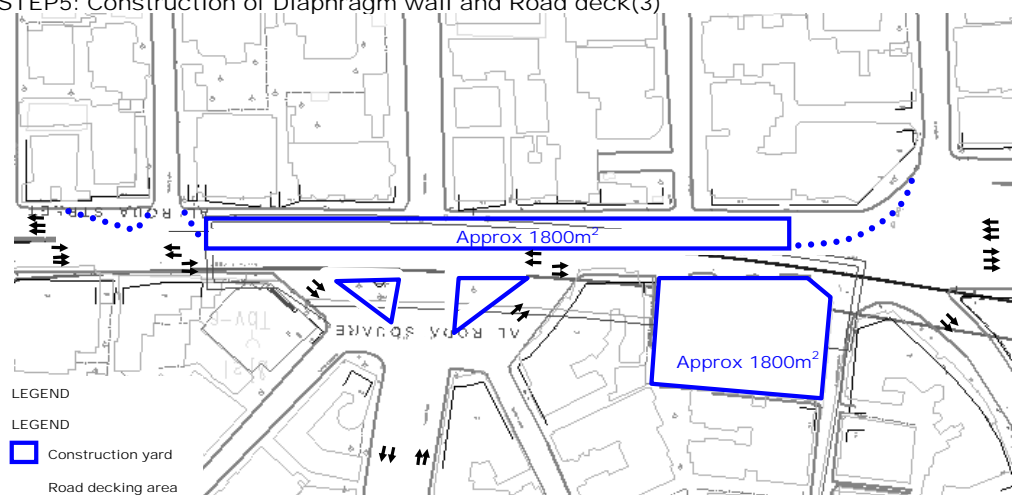 STEP5: Construction of Diaphragm wall and Road deck(3)
Approx 1800m²
AL RODA SQUARE
Approx 1800m²
LEGEND
LEGEND
Construction yard
Road decking area